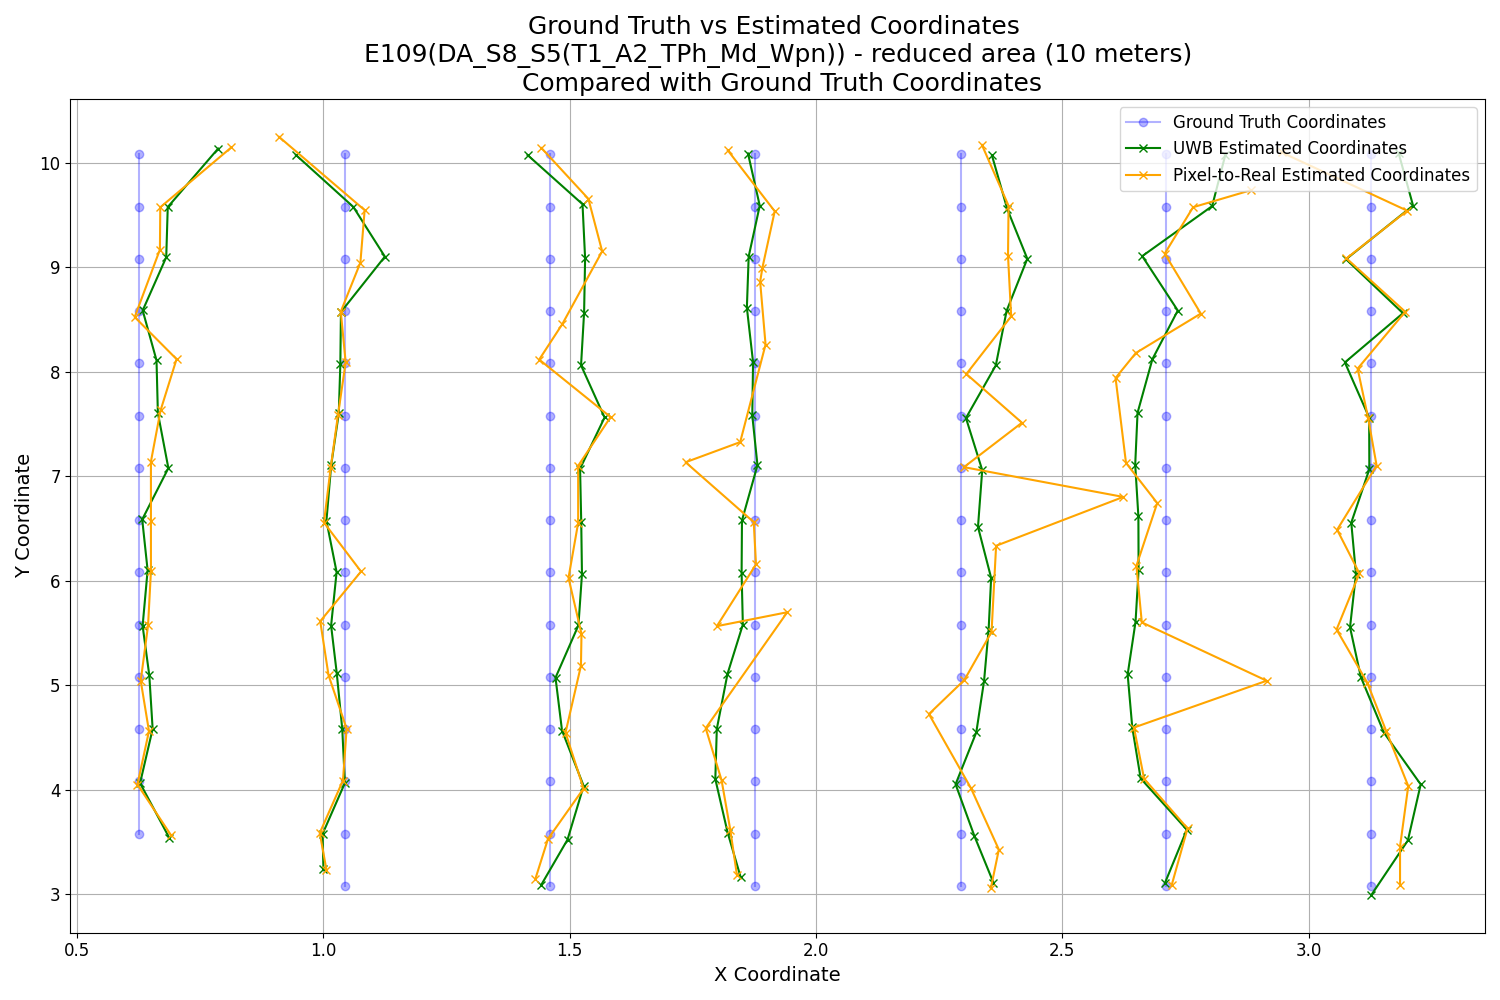 Ground Truth vs Estimated Coordinates
E109(DA_S8_S5(T1_A2_TPh_Md_Wpn)) - reduced area (10 meters)
Compared with Ground Truth Coordinates
Ground Truth Coordinates
UWB Estimated Coordinates
Pixel-to-Real Estimated Coordinates
10
9
8
7
6
5
4
3
Y Coordinate
0.5 1.0 1.5 2.0 2.5 3.0
X Coordinate